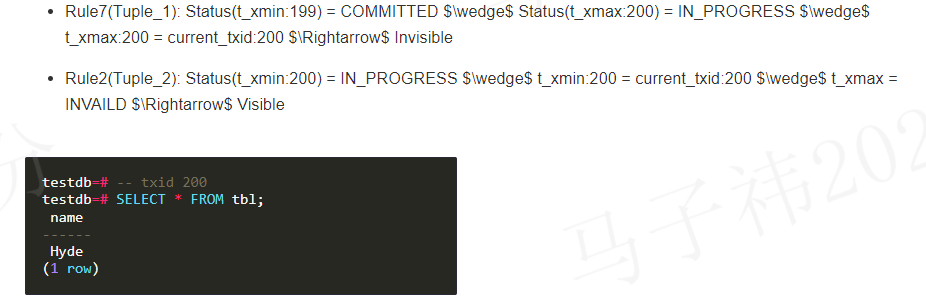 • Rule7(Tuple_1): Status(t_xmin:199) = COMMITTED $\wedge$ Status(t_xmax:200) = IN_PROGRESS $\wedge$
t_xmax:200 = current_txid:200 $\Rightarrow$ Invisible
• Rule2(Tuple_2): Status(t_xmin:200) = IN_PROGRESS $\wedge$ t_xmin:200 = current_txid:200 $\wedge$ t_xmax =
INVAILD $\Rightarrow$ Visible
分
马子祎202
testdb=# -- txid 200
testdb=# SELECT * FROM tbl;
name
------
Hyde
(1 row)